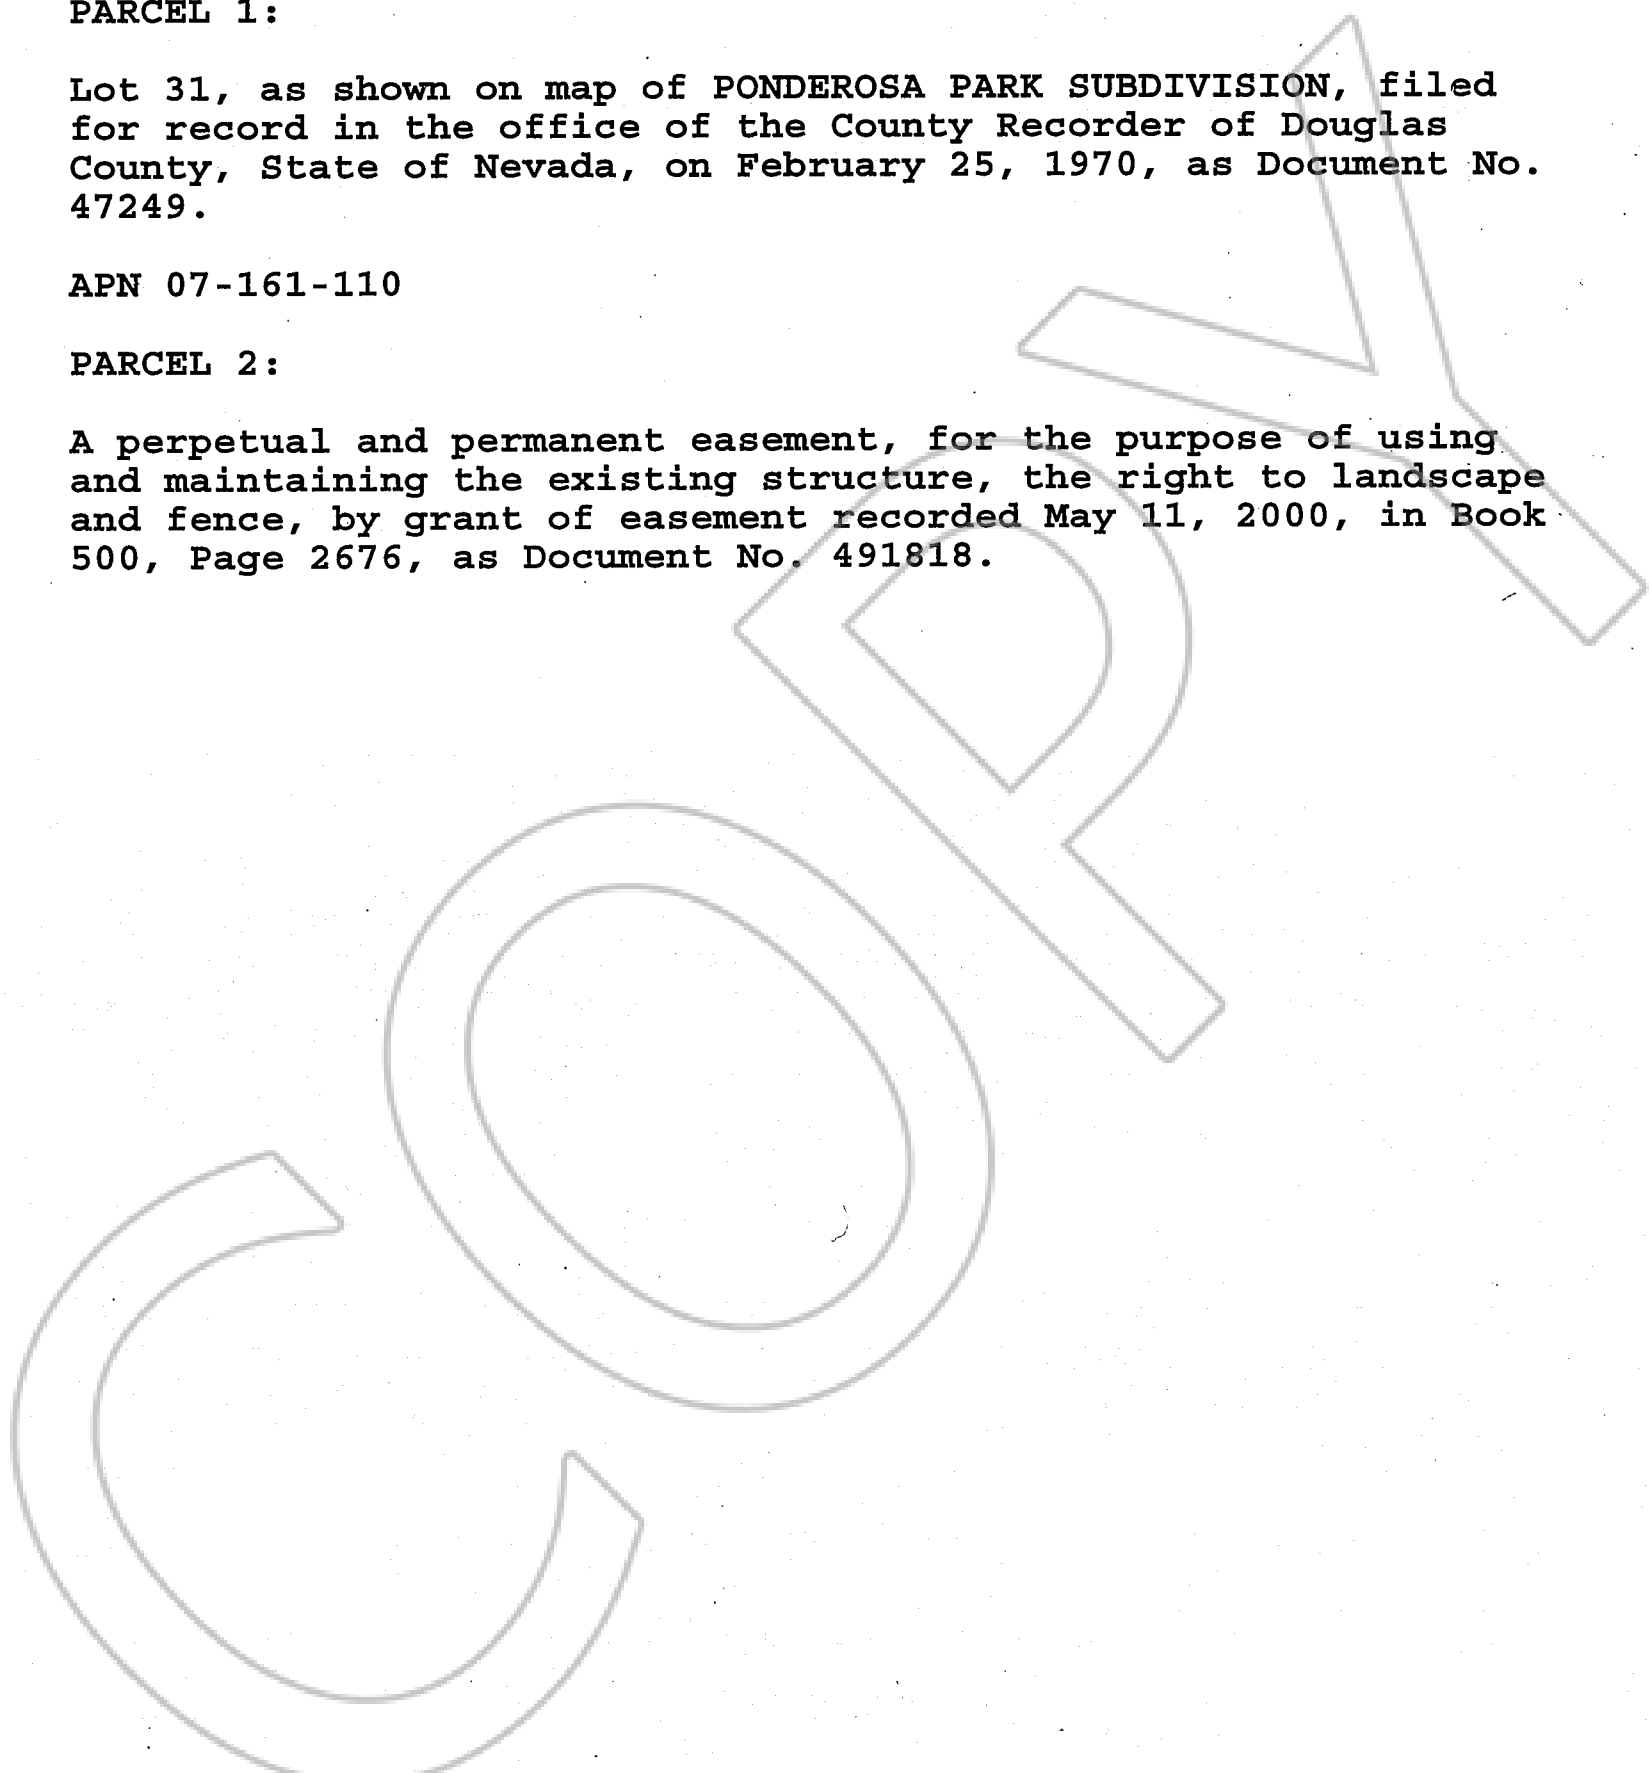 PARCEL 1:
Lot 31, as shown on map of PONDEROSA PARK SUBDIVISION, filed
for record in the office of the County Recorder of Douglas
County, State of Nevada, on February 25, 1970, as Document No.
47249.
APN 07-161-110
PARCEL 2:
A perpetual and permanent easement, for the purpose of using
and maintaining the existing structure, the right to landscape
and fence, by grant of easement recorded May 11, 2000, in Book
500, Page 2676, as Document No. 491818.
COPY